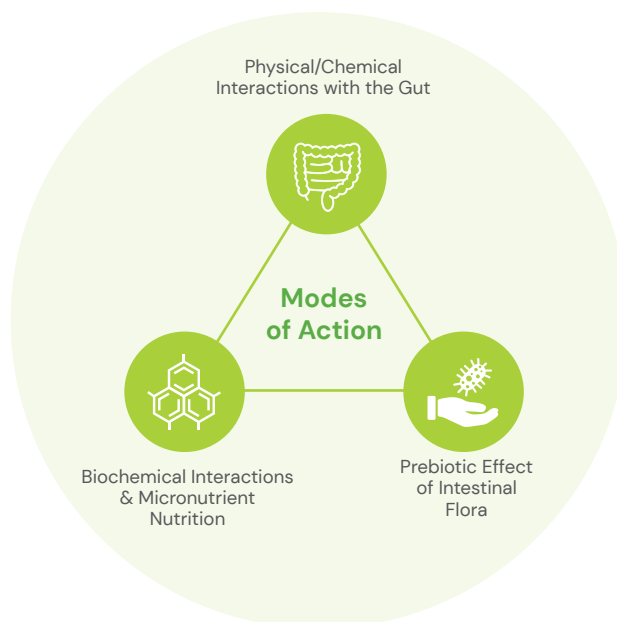 Physical/Chemical
Interactions with the Gut
Modes
of Action
Biochemical Interactions
& Micronutrient
Nutrition
Prebiotic Effect
of Intestinal
Flora